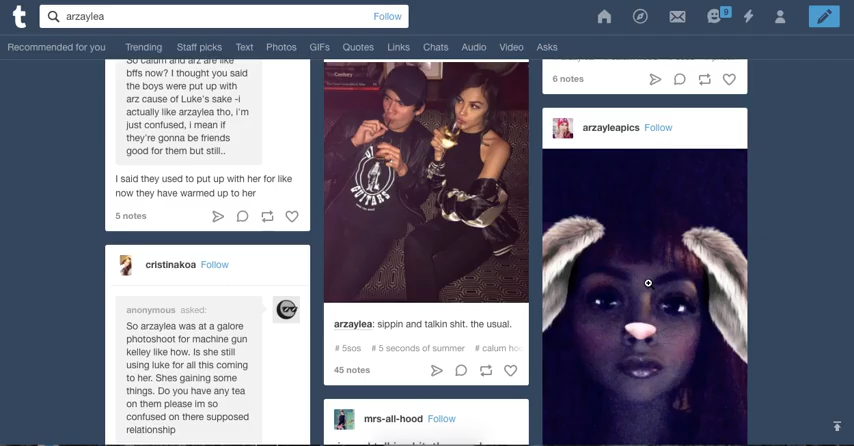 t
arzaylea
Follow
9
Recommended for you
Trending
Staff picks
Text
Photos
GIFs
Quotes
Links
Chats
Audio
Video
Asks
So calum and arz are like
bffs now? I thought you said
the boys were put up with
arz cause of Luke's sake -i
actually like arzaylea tho, i'm
just confused, i mean if
they're gonna be friends
good for them but still..
I said they used to put up with her for like
now they have warmed up to her
5 notes
cristinakoa Follow
anonymous asked:
So arzaylea was at a galore
photoshoot for machine gun
kelley like how. Is she still
using luke for all this coming
to her. Shes gaining some
things. Do you have any tea
on them please im so
confused on there supposed
relationship
GUITARS
arzaylea: sippin and talkin shit. the usual.
# 5sos # 5 seconds of summer # calum hoo
45 notes
mrs-all-hood Follow
6 notes
arzayleapics Follow